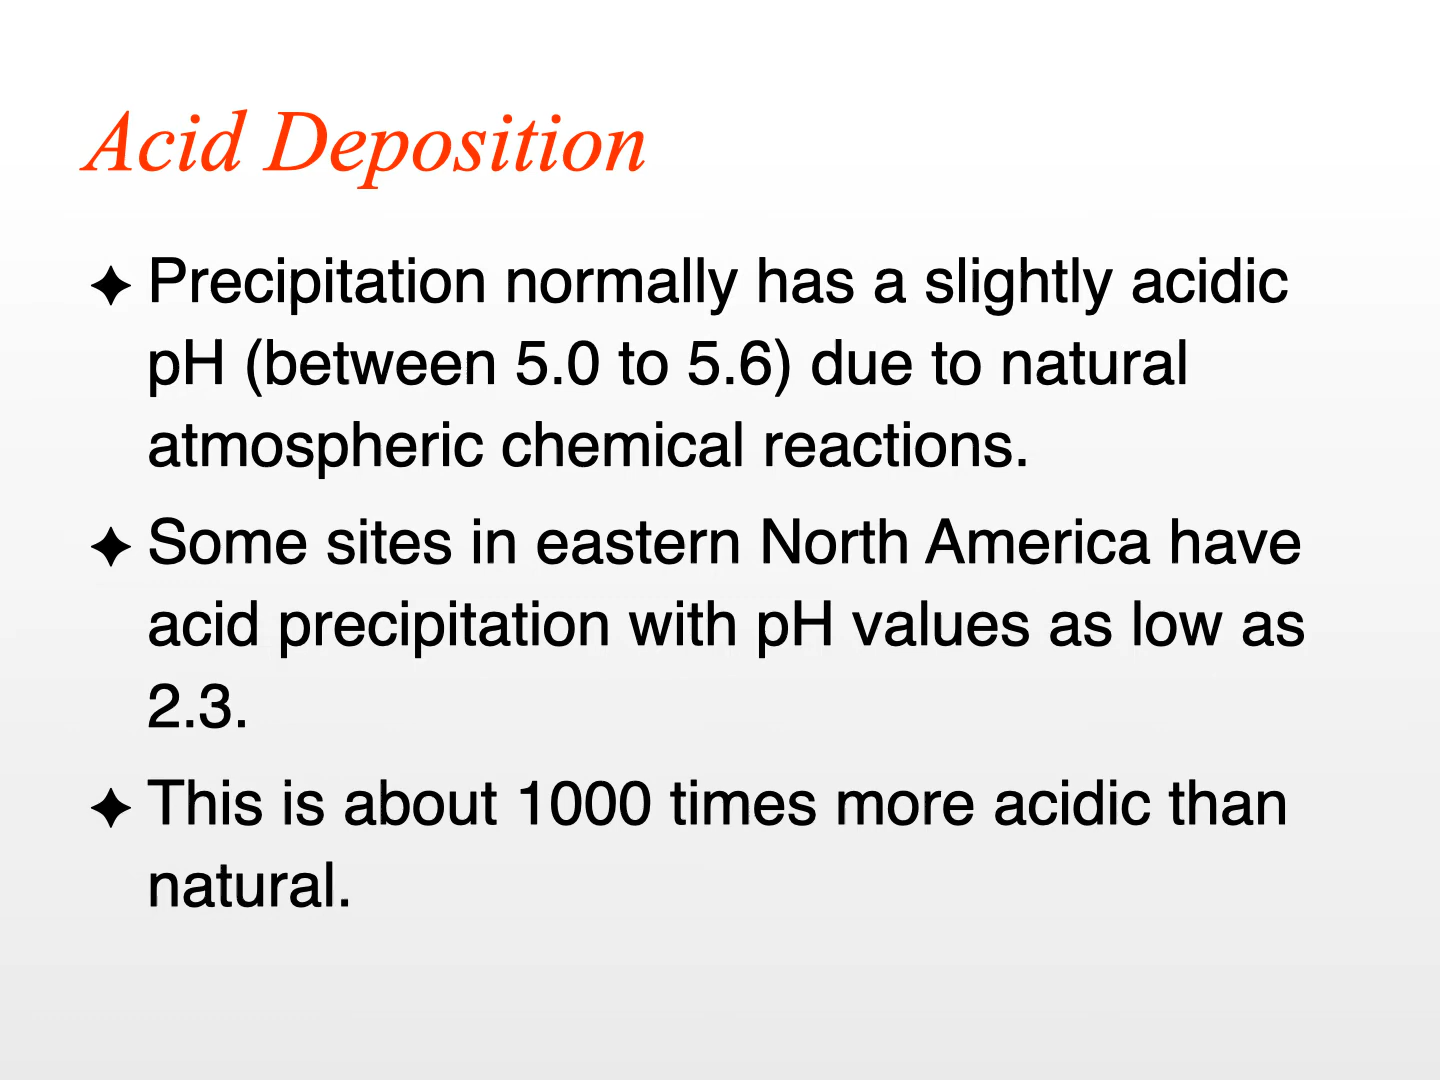 Acid Deposition
✦ Precipitation normally has a slightly acidic
pH (between 5.0 to 5.6) due to natural
atmospheric chemical reactions.
✦ Some sites in eastern North America have
acid precipitation with pH values as low as
2.3.
✦ This is about 1000 times more acidic than
natural.